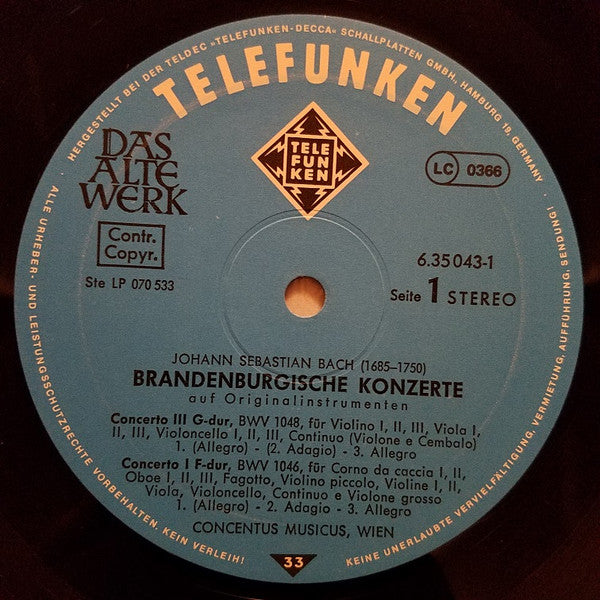 HERGESTELLT BEI DER TELDEC »TELEFUNKEN-DECCA« SCHALLPLATTEN GMBH., HAMBURG 19, GERMANY ·
TELEFUNKEN
TELE
FUN
KEN
DAS
ALTE
WERK
LC 0366
Contr.
Copyr.
Ste LP 070 533
6.35 043-1
Seite 1 STEREO
JOHANN SEBASTIAN BACH (1685–1750)
BRANDENBURGISCHE KONZERTE
auf Originalinstrumenten
Concerto III G-dur, BWV 1048, für Violino I, II, III, Viola I,
II, III, Violoncello I, II, III, Continuo (Violone e Cembalo)
1. (Allegro) - (2. Adagio) - 3. Allegro
Concerto I F-dur, BWV 1046, für Corno da caccia I, II,
Oboe I, II, III, Fagotto, Violino piccolo, Violine I, II,
Viola, Violoncello, Continuo e Violone grosso
1. (Allegro) - 2. Adagio - 3. Allegro
CONCENTUS MUSICUS, WIEN
33
ALLE URHEBER- UND LEISTUNGSSCHUTZRECHTE VORBEHALTEN. KEIN VERLEIH!
KEINE UNERLAUBTE VERVIELFÄLTIGUNG, VERMIETUNG, AUFFÜHRUNG, SENDUNG!